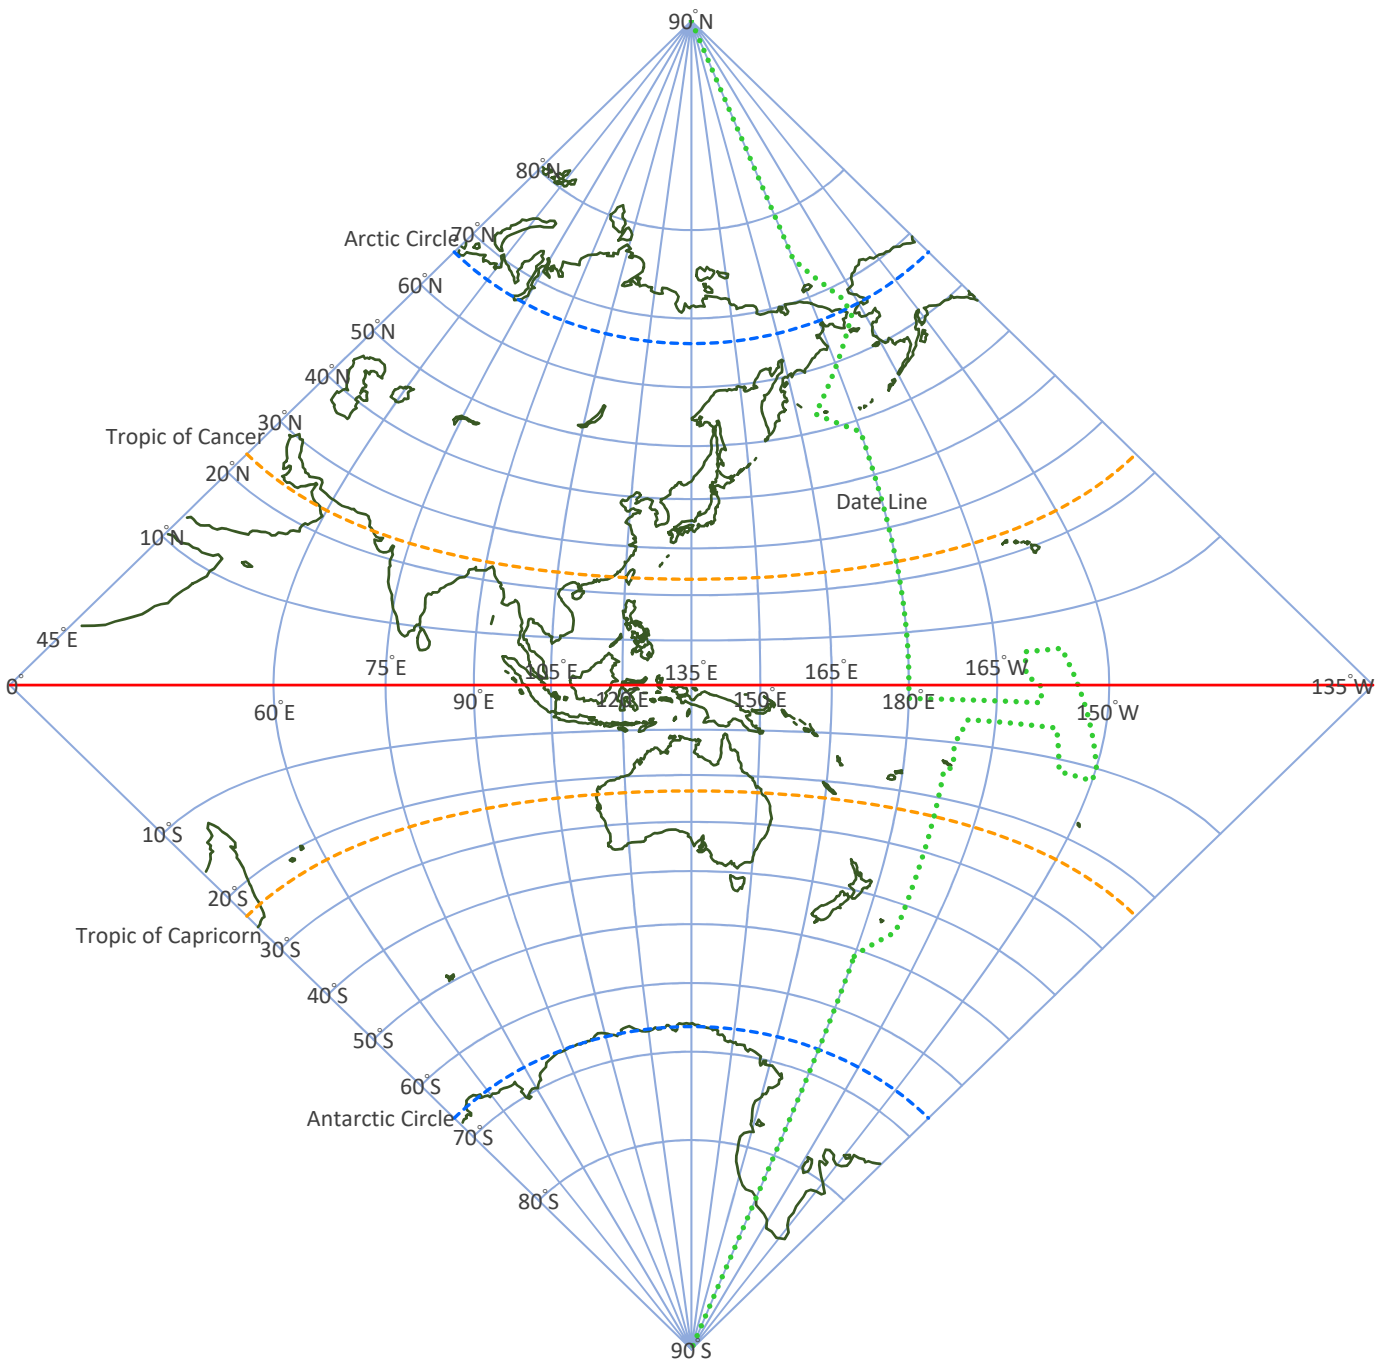 90°N
80°N
70°N
Arctic Circle
60°N
50°N
40°N
30°N
Tropic of Cancer
20°N
Date Line
10°N
45°E
75°E
105°E
135°E
165°E
165°W
0°
135°W
60°E
90°E
120°E
150°E
180°E
150°W
10°S
20°S
Tropic of Capricorn
30°S
40°S
50°S
60°S
Antarctic Circle
70°S
80°S
90°S